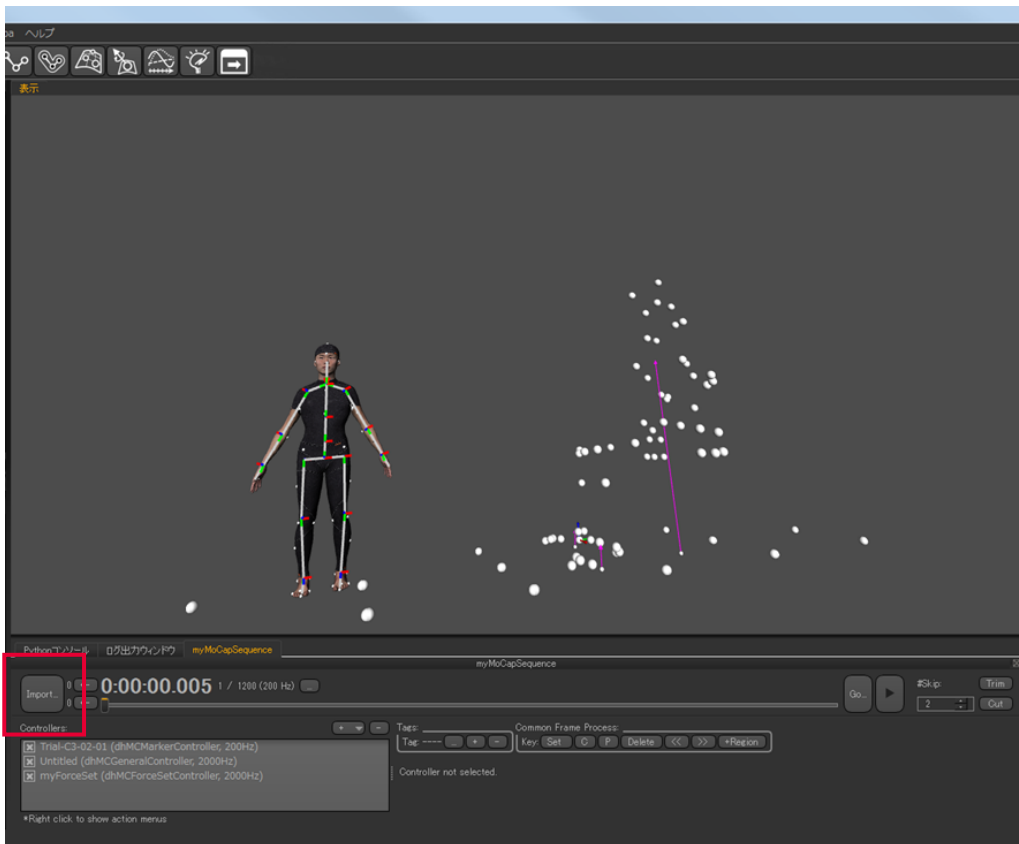 ヘルプ
表示
Pythonコンソール ログ出力ウィンドウ myMoCapSequence
myMoCapSequence
Import... 0 0 0:00:00.005 1 / 1200 (200 Hz) ... Go... #Skip: 2 Trim Cut
Controllers: + - Tags: Common Frame Process:
Tag: ---- ... + - Key: Set O P Delete << >> +Region
Trial-C3-02-01 (dhMCMarkerController, 200Hz)
Untitled (dhMCGeneralController, 2000Hz)
myForceSet (dhMCForceSetController, 2000Hz)
Controller not selected.
*Right click to show action menus